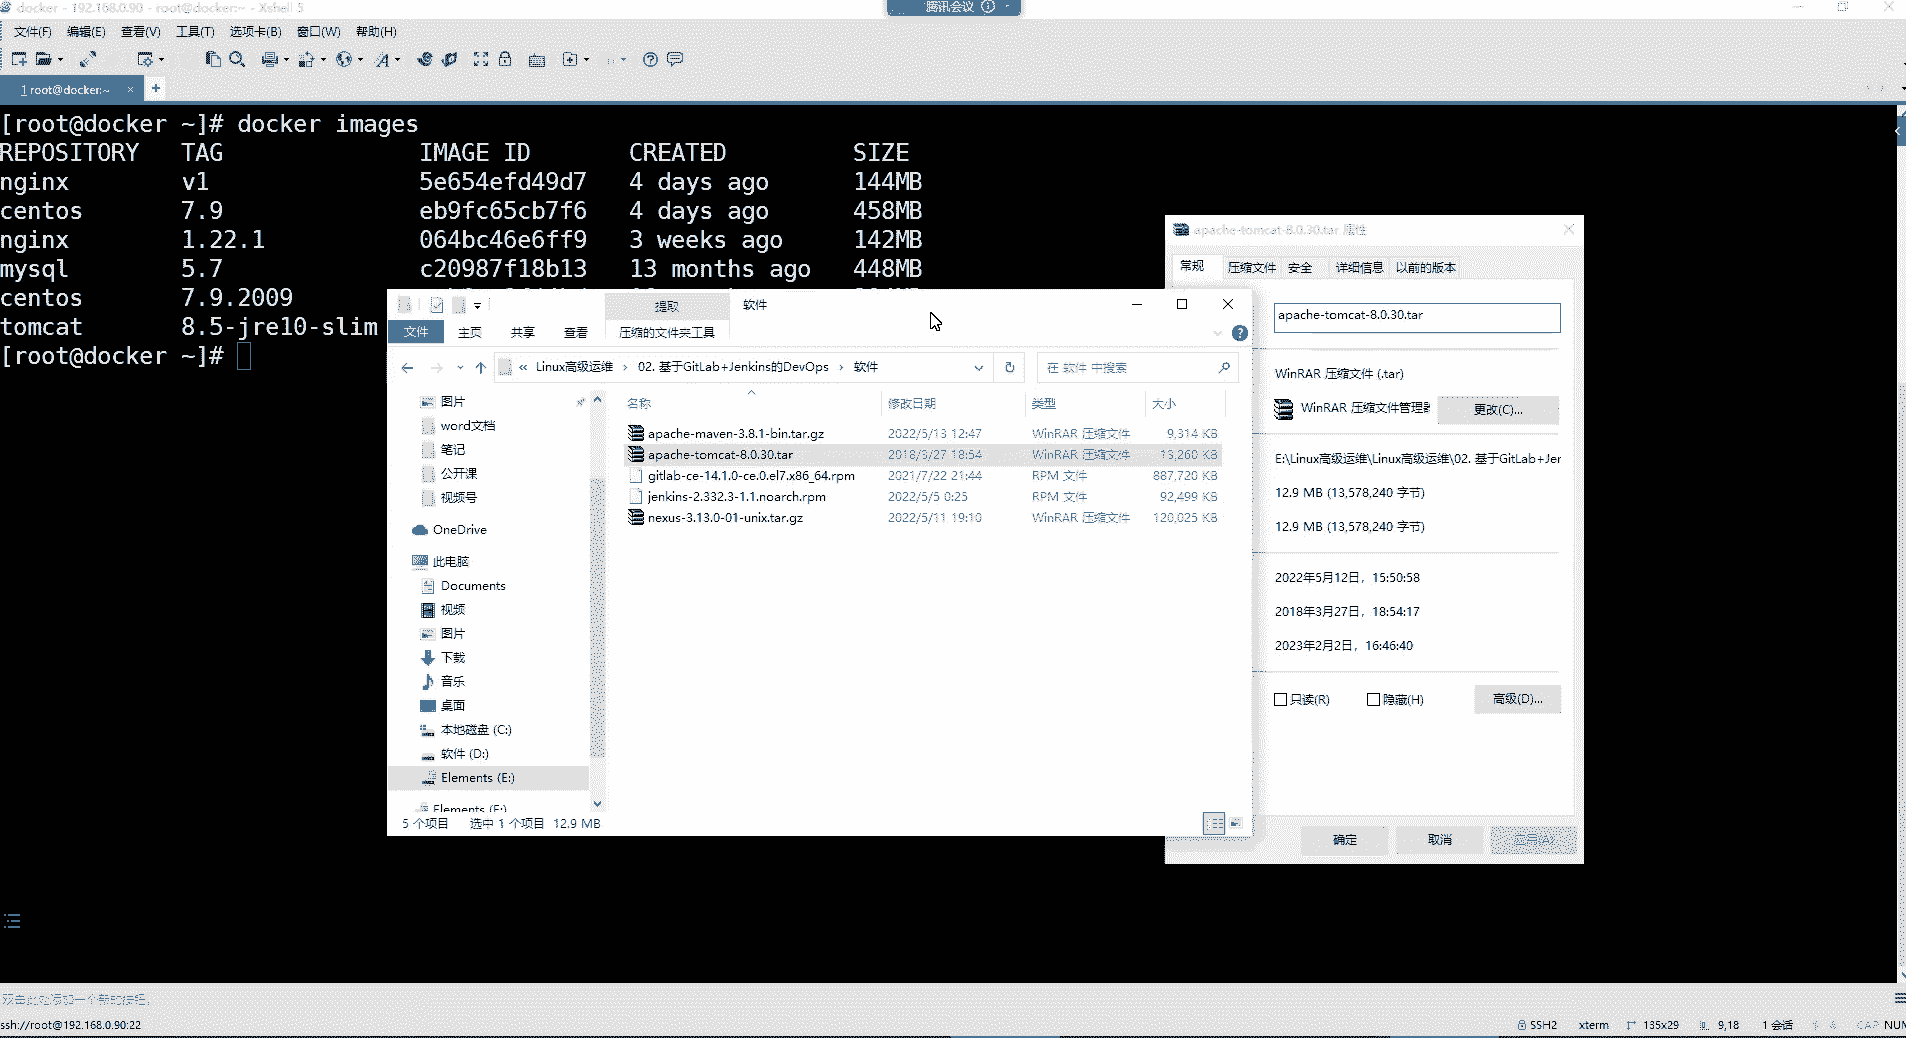 docker - 192.168.0.90 - root@docker:~ - Xshell 5
腾讯会议
文件(F) 编辑(E) 查看(V) 工具(T) 选项卡(B) 窗口(W) 帮助(H)
1 root@docker:~ × +
[root@docker ~]# docker images
REPOSITORY TAG IMAGE ID CREATED SIZE
nginx v1 5e654efd49d7 4 days ago 144MB
centos 7.9 eb9fc65cb7f6 4 days ago 458MB
nginx 1.22.1 064bc46e6ff9 3 weeks ago 142MB
mysql 5.7 c20987f18b13 13 months ago 448MB
centos 7.9.2009
tomcat 8.5-jre10-slim
[root@docker ~]#
提取 软件
文件 主页 共享 查看 压缩的文件夹工具
« Linux高级运维 › 02. 基于GitLab+Jenkins的DevOps › 软件
在 软件 中搜索
图片
word文档
笔记
公开课
视频号
OneDrive
此电脑
Documents
视频
图片
下载
音乐
桌面
本地磁盘 (C:)
软件 (D:)
Elements (E:)
Elements (E:)
名称 修改日期 类型 大小
apache-maven-3.8.1-bin.tar.gz 2022/5/13 12:47 WinRAR 压缩文件 9,314 KB
apache-tomcat-8.0.30.tar 2018/3/27 18:54 WinRAR 压缩文件 13,260 KB
gitlab-ce-14.1.0-ce.0.el7.x86_64.rpm 2021/7/22 21:44 RPM 文件 887,720 KB
jenkins-2.332.3-1.1.noarch.rpm 2022/5/5 0:25 RPM 文件 92,499 KB
nexus-3.13.0-01-unix.tar.gz 2022/5/11 19:10 WinRAR 压缩文件 120,025 KB
5 个项目 选中 1 个项目 12.9 MB
apache-tomcat-8.0.30.tar 属性
常规 压缩文件 安全 详细信息 以前的版本
apache-tomcat-8.0.30.tar
WinRAR 压缩文件 (.tar)
WinRAR 压缩文件管理器 更改(C)...
E:\Linux高级运维\Linux高级运维\02. 基于GitLab+Jer
12.9 MB (13,578,240 字节)
12.9 MB (13,578,240 字节)
2022年5月12日，15:50:58
2018年3月27日，18:54:17
2023年2月2日，16:46:40
只读(R) 隐藏(H) 高级(D)...
确定 取消 应用(A)
双击此处添加一个新的按钮。
ssh://root@192.168.0.90:22
SSH2 xterm 135x29 9,18 1 会话 CAP NUM